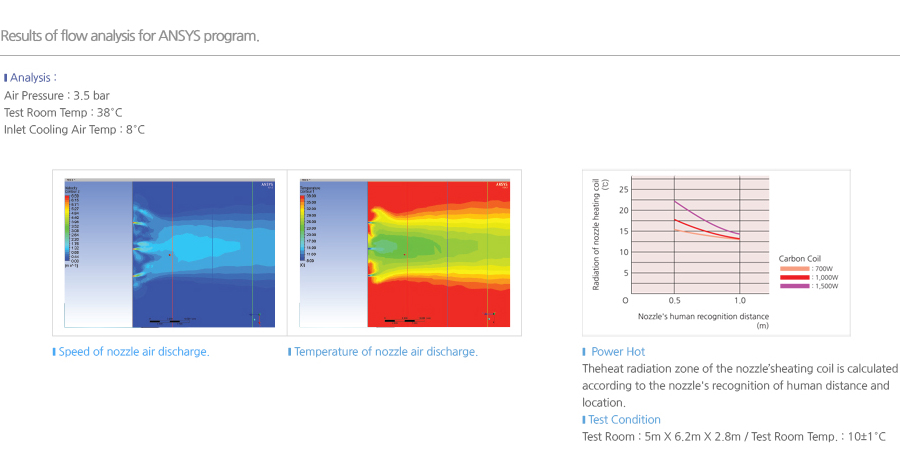 Results of flow analysis for ANSYS program.
Analysis :
Air Pressure : 3.5 bar
Test Room Temp : 38°C
Inlet Cooling Air Temp : 8°C
ANSYS
ANSYS
Speed of nozzle air discharge.
Temperature of nozzle air discharge.
Radiation of nozzle heating coil
(℃)
25
20
15
10
5
O
0.5
1.0
Nozzle's human recognition distance
(m)
Carbon Coil
: 700W
: 1,000W
: 1,500W
Power Hot
Theheat radiation zone of the nozzle'sheating coil is calculated
according to the nozzle's recognition of human distance and
location.
Test Condition
Test Room : 5m X 6.2m X 2.8m / Test Room Temp. : 10±1°C